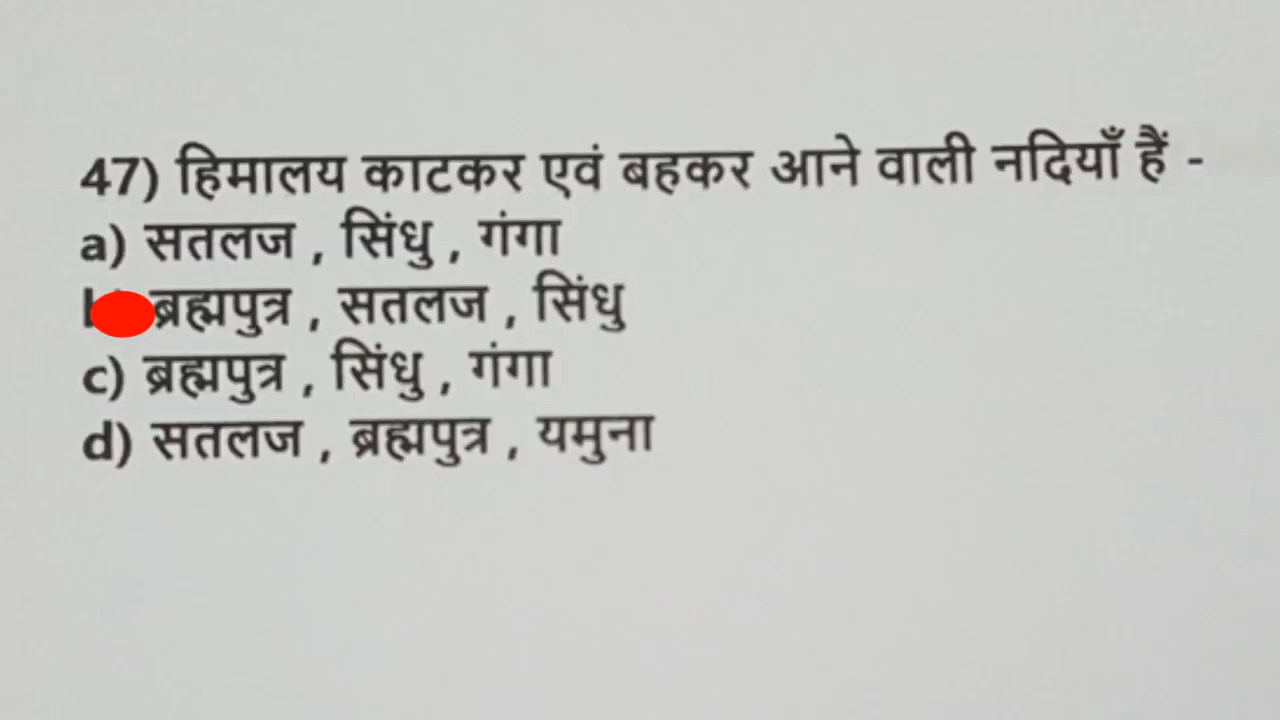 47) हिमालय काटकर एवं बहकर आने वाली नदियाँ हैं -
a) सतलज , सिंधु , गंगा
ब्रह्मपुत्र , सतलज , सिंधु
c) ब्रह्मपुत्र , सिंधु , गंगा
d) सतलज , ब्रह्मपुत्र , यमुना